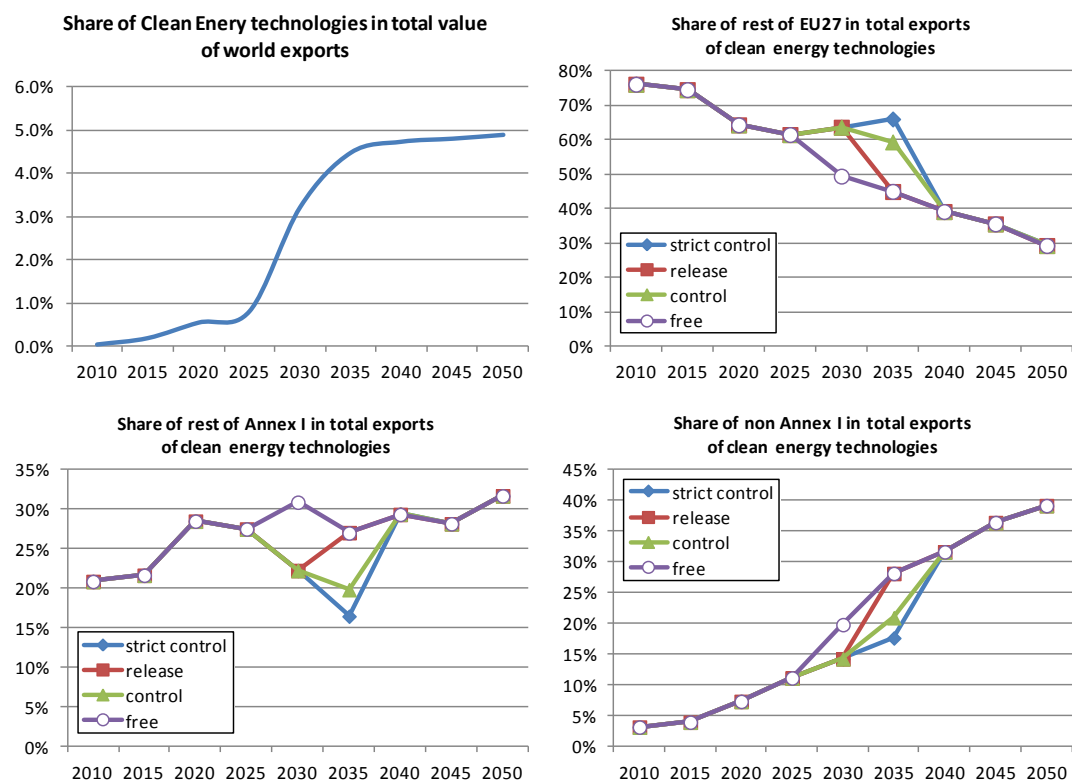 Share of Clean Enery technologies in total value
of world exports
6.0%
5.0%
4.0%
3.0%
2.0%
1.0%
0.0%
2010 2015 2020 2025 2030 2035 2040 2045 2050
Share of rest of EU27 in total exports
of clean energy technologies
80%
70%
60%
50%
40%
30%
20%
10%
0%
strict control
release
control
free
2010 2015 2020 2025 2030 2035 2040 2045 2050
Share of rest of Annex I in total exports
of clean energy technologies
35%
30%
25%
20%
15%
10%
5%
0%
strict control
release
control
free
2010 2015 2020 2025 2030 2035 2040 2045 2050
Share of non Annex I in total exports
of clean energy technologies
45%
40%
35%
30%
25%
20%
15%
10%
5%
0%
strict control
release
control
free
2010 2015 2020 2025 2030 2035 2040 2045 2050